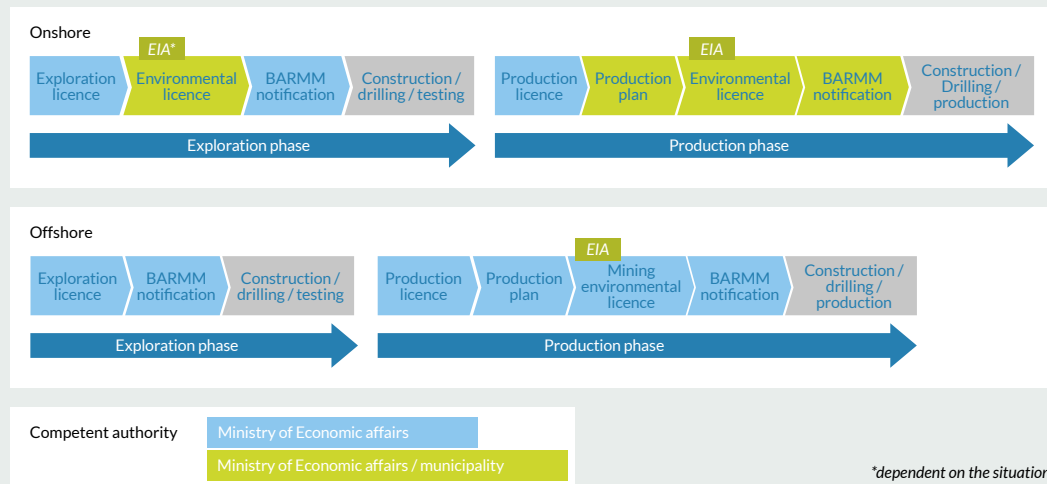 Onshore
EIA*
EIA
Exploration
licence
Environmental
licence
BARMM
notification
Construction /
drilling / testing
Production
licence
Production
plan
Environmental
licence
BARMM
notification
Construction /
Drilling /
production
Exploration phase
Production phase
Offshore
EIA
Exploration
licence
BARMM
notification
Construction /
drilling / testing
Production
licence
Production
plan
Mining
environmental
licence
BARMM
notification
Construction /
drilling /
production
Exploration phase
Production phase
Competent authority
Ministry of Economic affairs
Ministry of Economic affairs / municipality
*dependent on the situation